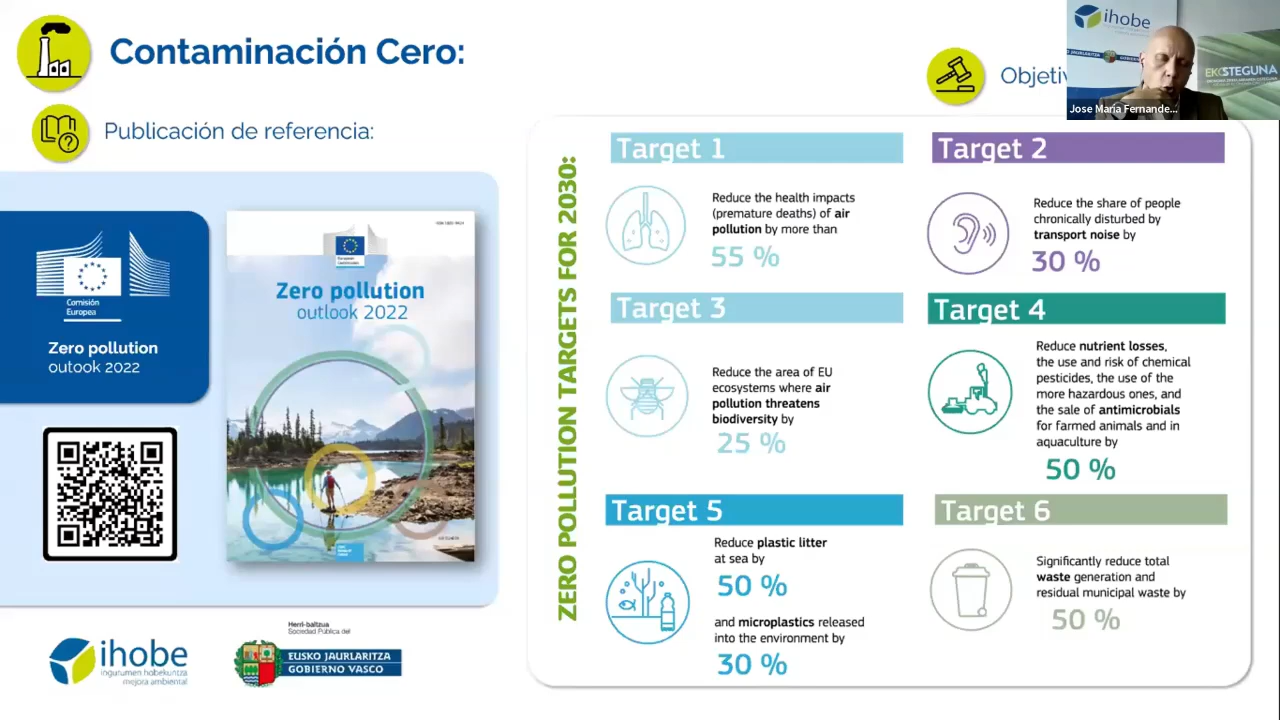 Contaminación Cero:
Publicación de referencia:
Comisión
Europea
Zero pollution
outook 2022
Zero pollution
outlook 2022
ihobe
ingurumen hobekuntza
mejora ambiental
Herri-baltzua
Sociedad Pública del
EUSKO JAURLARITZA
GOBIERNO VASCO
ihobe
EKOSTEGUNA
Jose María Fernande...
ZERO POLLUTION TARGETS FOR 2030:
Target 1
Reduce the health impacts
(premature deaths) of air
pollution by more than
55 %
Target 2
Reduce the share of people
chronically disturbed by
transport noise by
30 %
Target 3
Reduce the area of EU
ecosystems where air
pollution threatens
biodiversity by
25 %
Target 4
Reduce nutrient losses,
the use and risk of chemical
pesticides, the use of the
more hazardous ones, and
the sale of antimicrobials
for farmed animals and in
aquaculture by
50 %
Target 5
Reduce plastic litter
at sea by
50 %
and microplastics released
into the environment by
30 %
Target 6
Significantly reduce total
waste generation and
residual municipal waste by
50 %